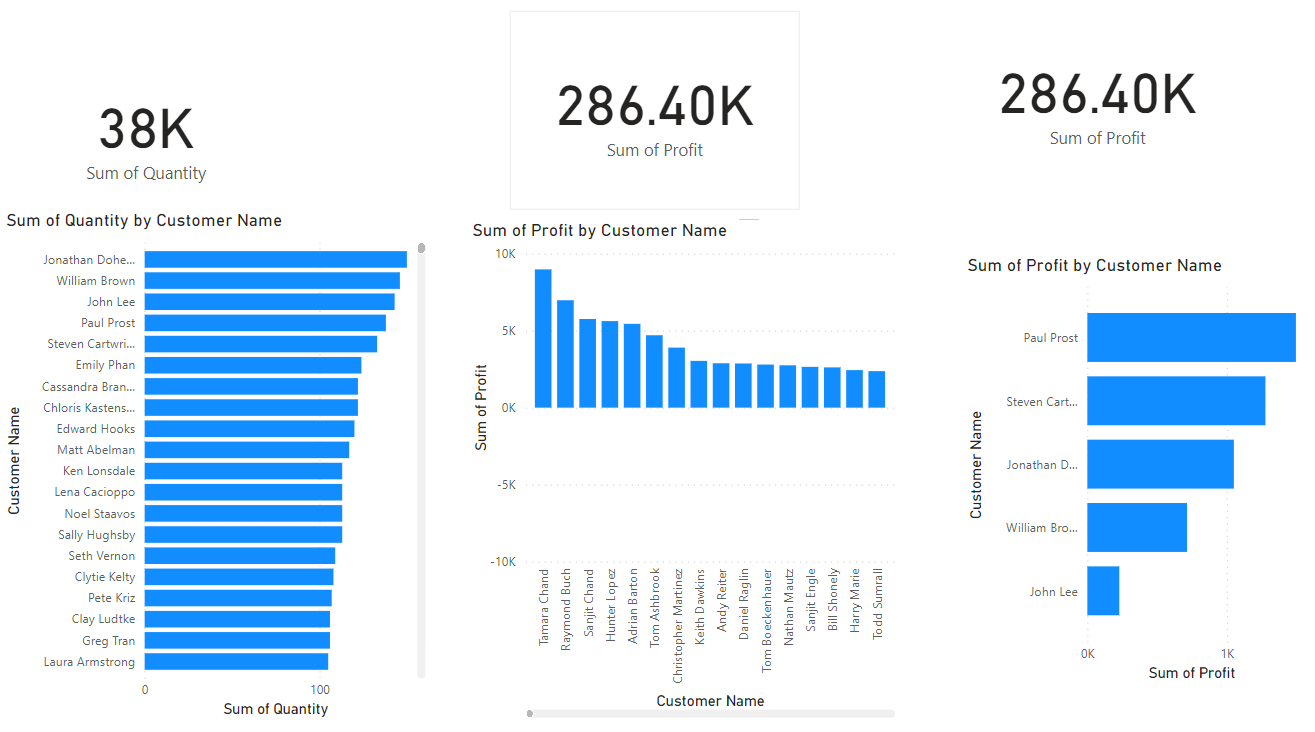 38K
Sum of Quantity
286.40K
Sum of Profit
286.40K
Sum of Profit
Sum of Quantity by Customer Name
Customer Name
Jonathan Dohe...
William Brown
John Lee
Paul Prost
Steven Cartwri...
Emily Phan
Cassandra Bran...
Chloris Kastens...
Edward Hooks
Matt Abelman
Ken Lonsdale
Lena Cacioppo
Noel Staavos
Sally Hughsby
Seth Vernon
Clytie Kelty
Pete Kriz
Clay Ludtke
Greg Tran
Laura Armstrong
0 100
Sum of Quantity
Sum of Profit by Customer Name
Sum of Profit
10K
5K
0K
-5K
-10K
Tamara Chand
Raymond Buch
Sanjit Chand
Hunter Lopez
Adrian Barton
Tom Ashbrook
Christopher Martinez
Keith Dawkins
Andy Reiter
Daniel Raglin
Tom Boeckenhauer
Nathan Mautz
Sanjit Engle
Bill Shonely
Harry Marie
Todd Sumrall
Customer Name
Sum of Profit by Customer Name
Customer Name
Paul Prost
Steven Cart...
Jonathan D...
William Bro...
John Lee
0K 1K
Sum of Profit